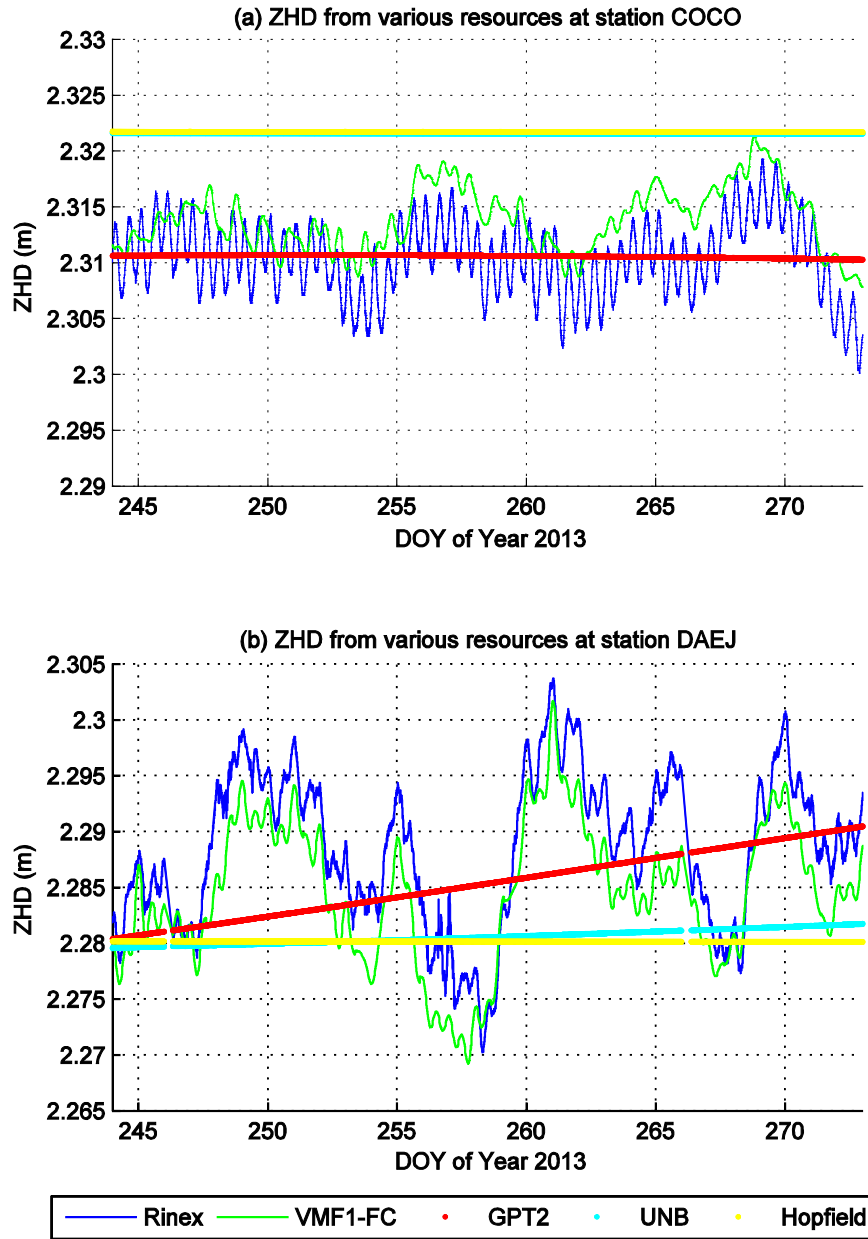 (a) ZHD from various resources at station COCO
2.33
2.325
2.32
2.315
2.31
2.305
2.3
2.295
2.29
ZHD (m)
245 250 255 260 265 270
DOY of Year 2013
(b) ZHD from various resources at station DAEJ
2.305
2.3
2.295
2.29
2.285
2.28
2.275
2.27
2.265
ZHD (m)
245 250 255 260 265 270
DOY of Year 2013
Rinex VMF1-FC GPT2 UNB Hopfield